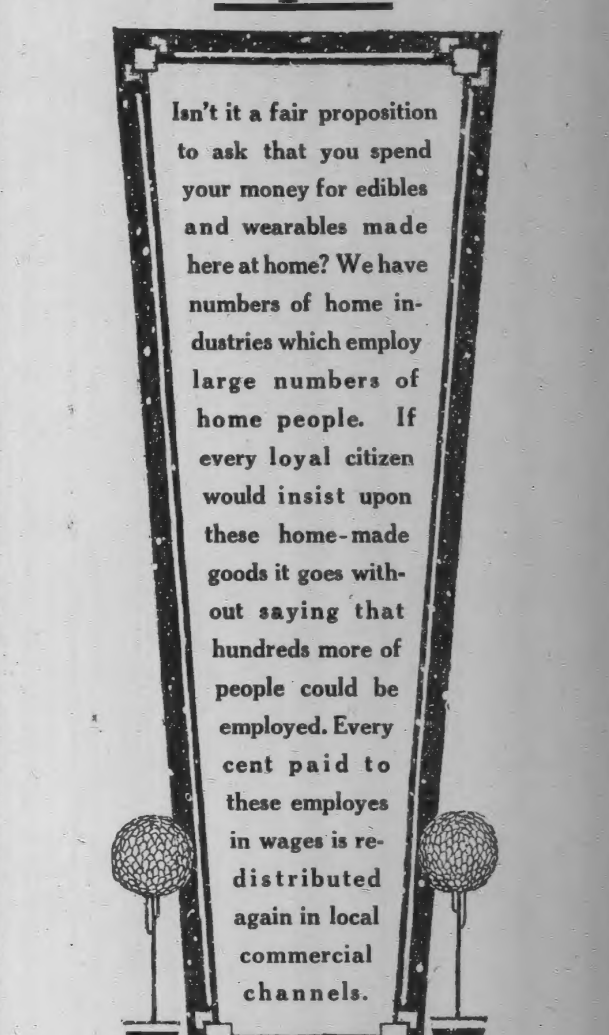 Isn't it a fair proposition
to ask that you spend
your money for edibles
and wearables made
here at home? We have
numbers of home in-
dustries which employ
large numbers of
home people. If
every loyal citizen
would insist upon
these home-made
goods it goes with-
out saying that
hundreds more of
people could be
employed. Every
cent paid to
these employes
in wages is re-
distributed
again in local
commercial
channels.